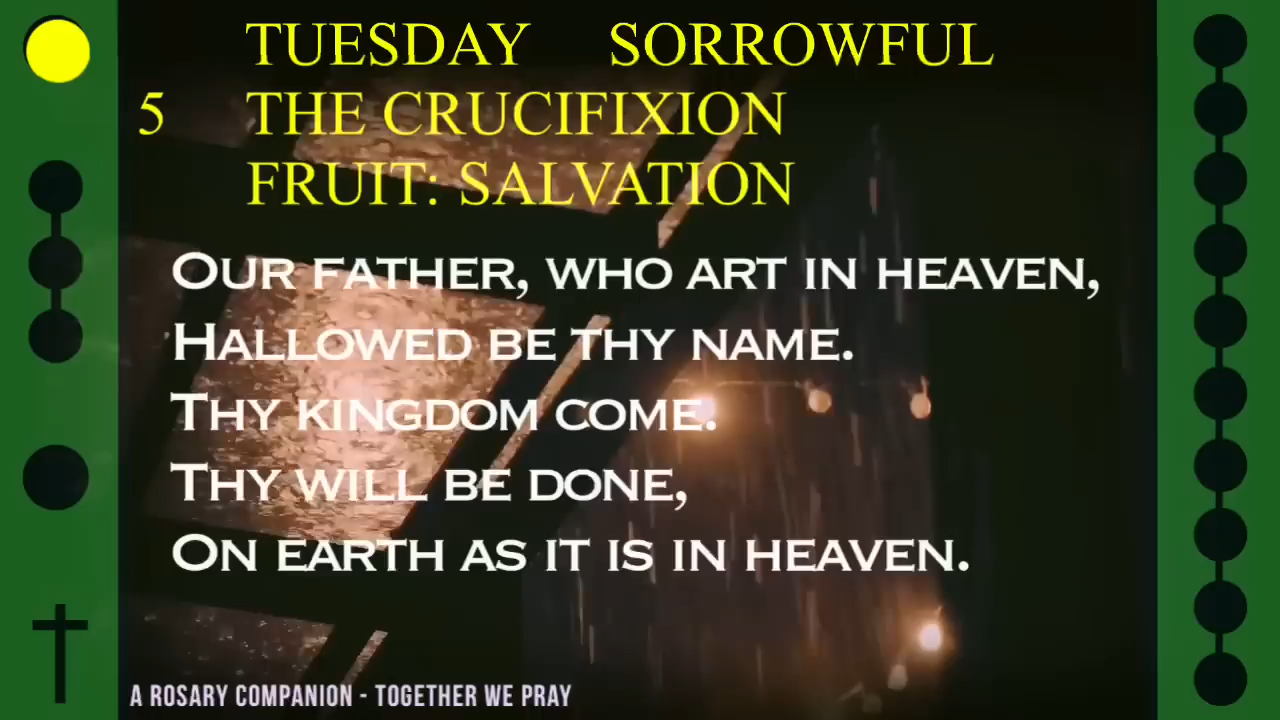 TUESDAY SORROWFUL
5 THE CRUCIFIXION
FRUIT: SALVATION
OUR FATHER, WHO ART IN HEAVEN,
HALLOWED BE THY NAME.
THY KINGDOM COME.
THY WILL BE DONE,
ON EARTH AS IT IS IN HEAVEN.
A ROSARY COMPANION - TOGETHER WE PRAY